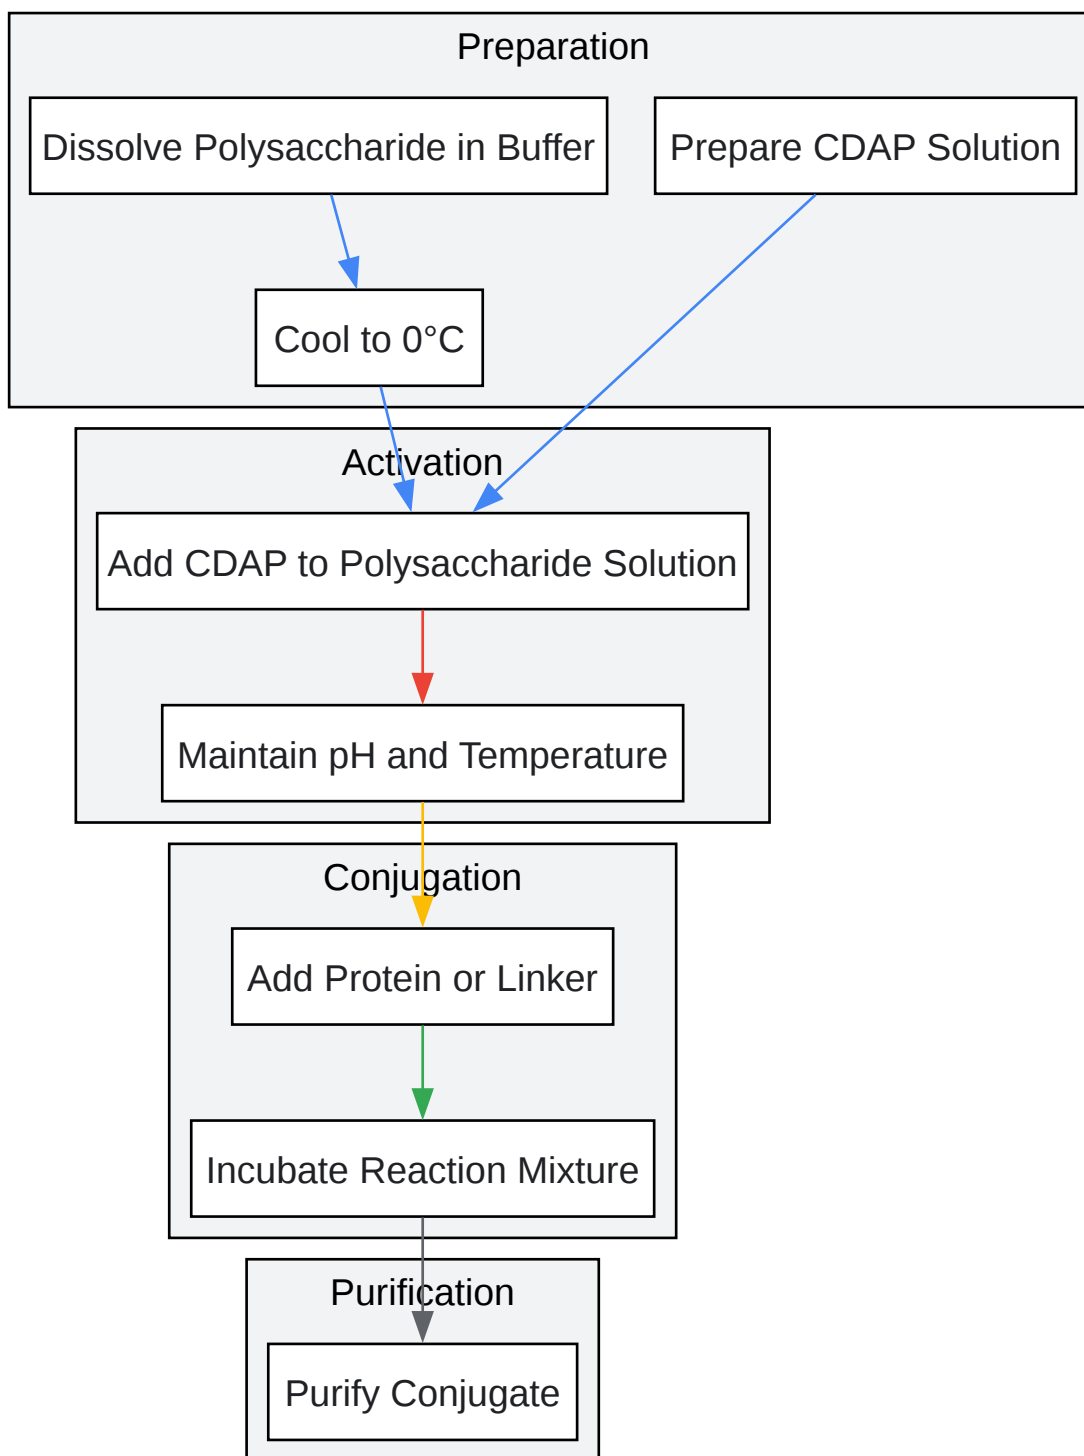 Preparation
Dissolve Polysaccharide in Buffer
Prepare CDAP Solution
Cool to 0°C
Activation
Add CDAP to Polysaccharide Solution
Maintain pH and Temperature
Conjugation
Add Protein or Linker
Incubate Reaction Mixture
Purification
Purify Conjugate